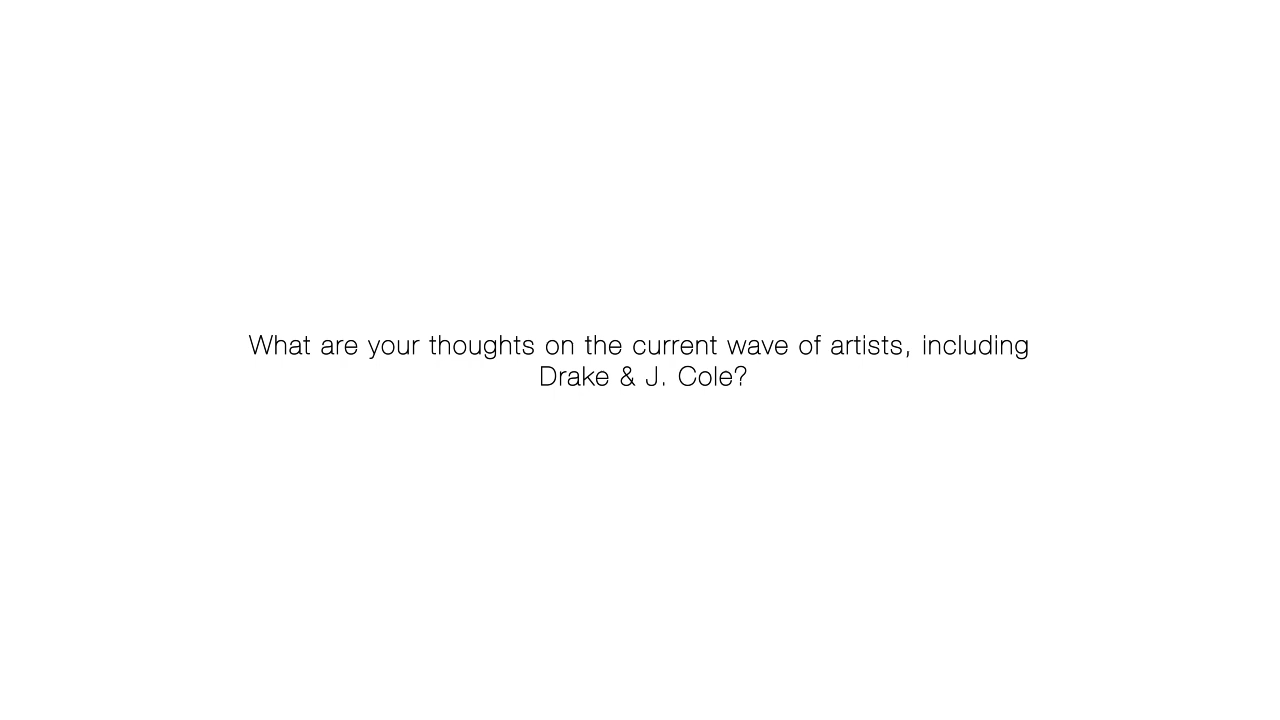 What are your thoughts on the current wave of artists, including
Drake & J. Cole?